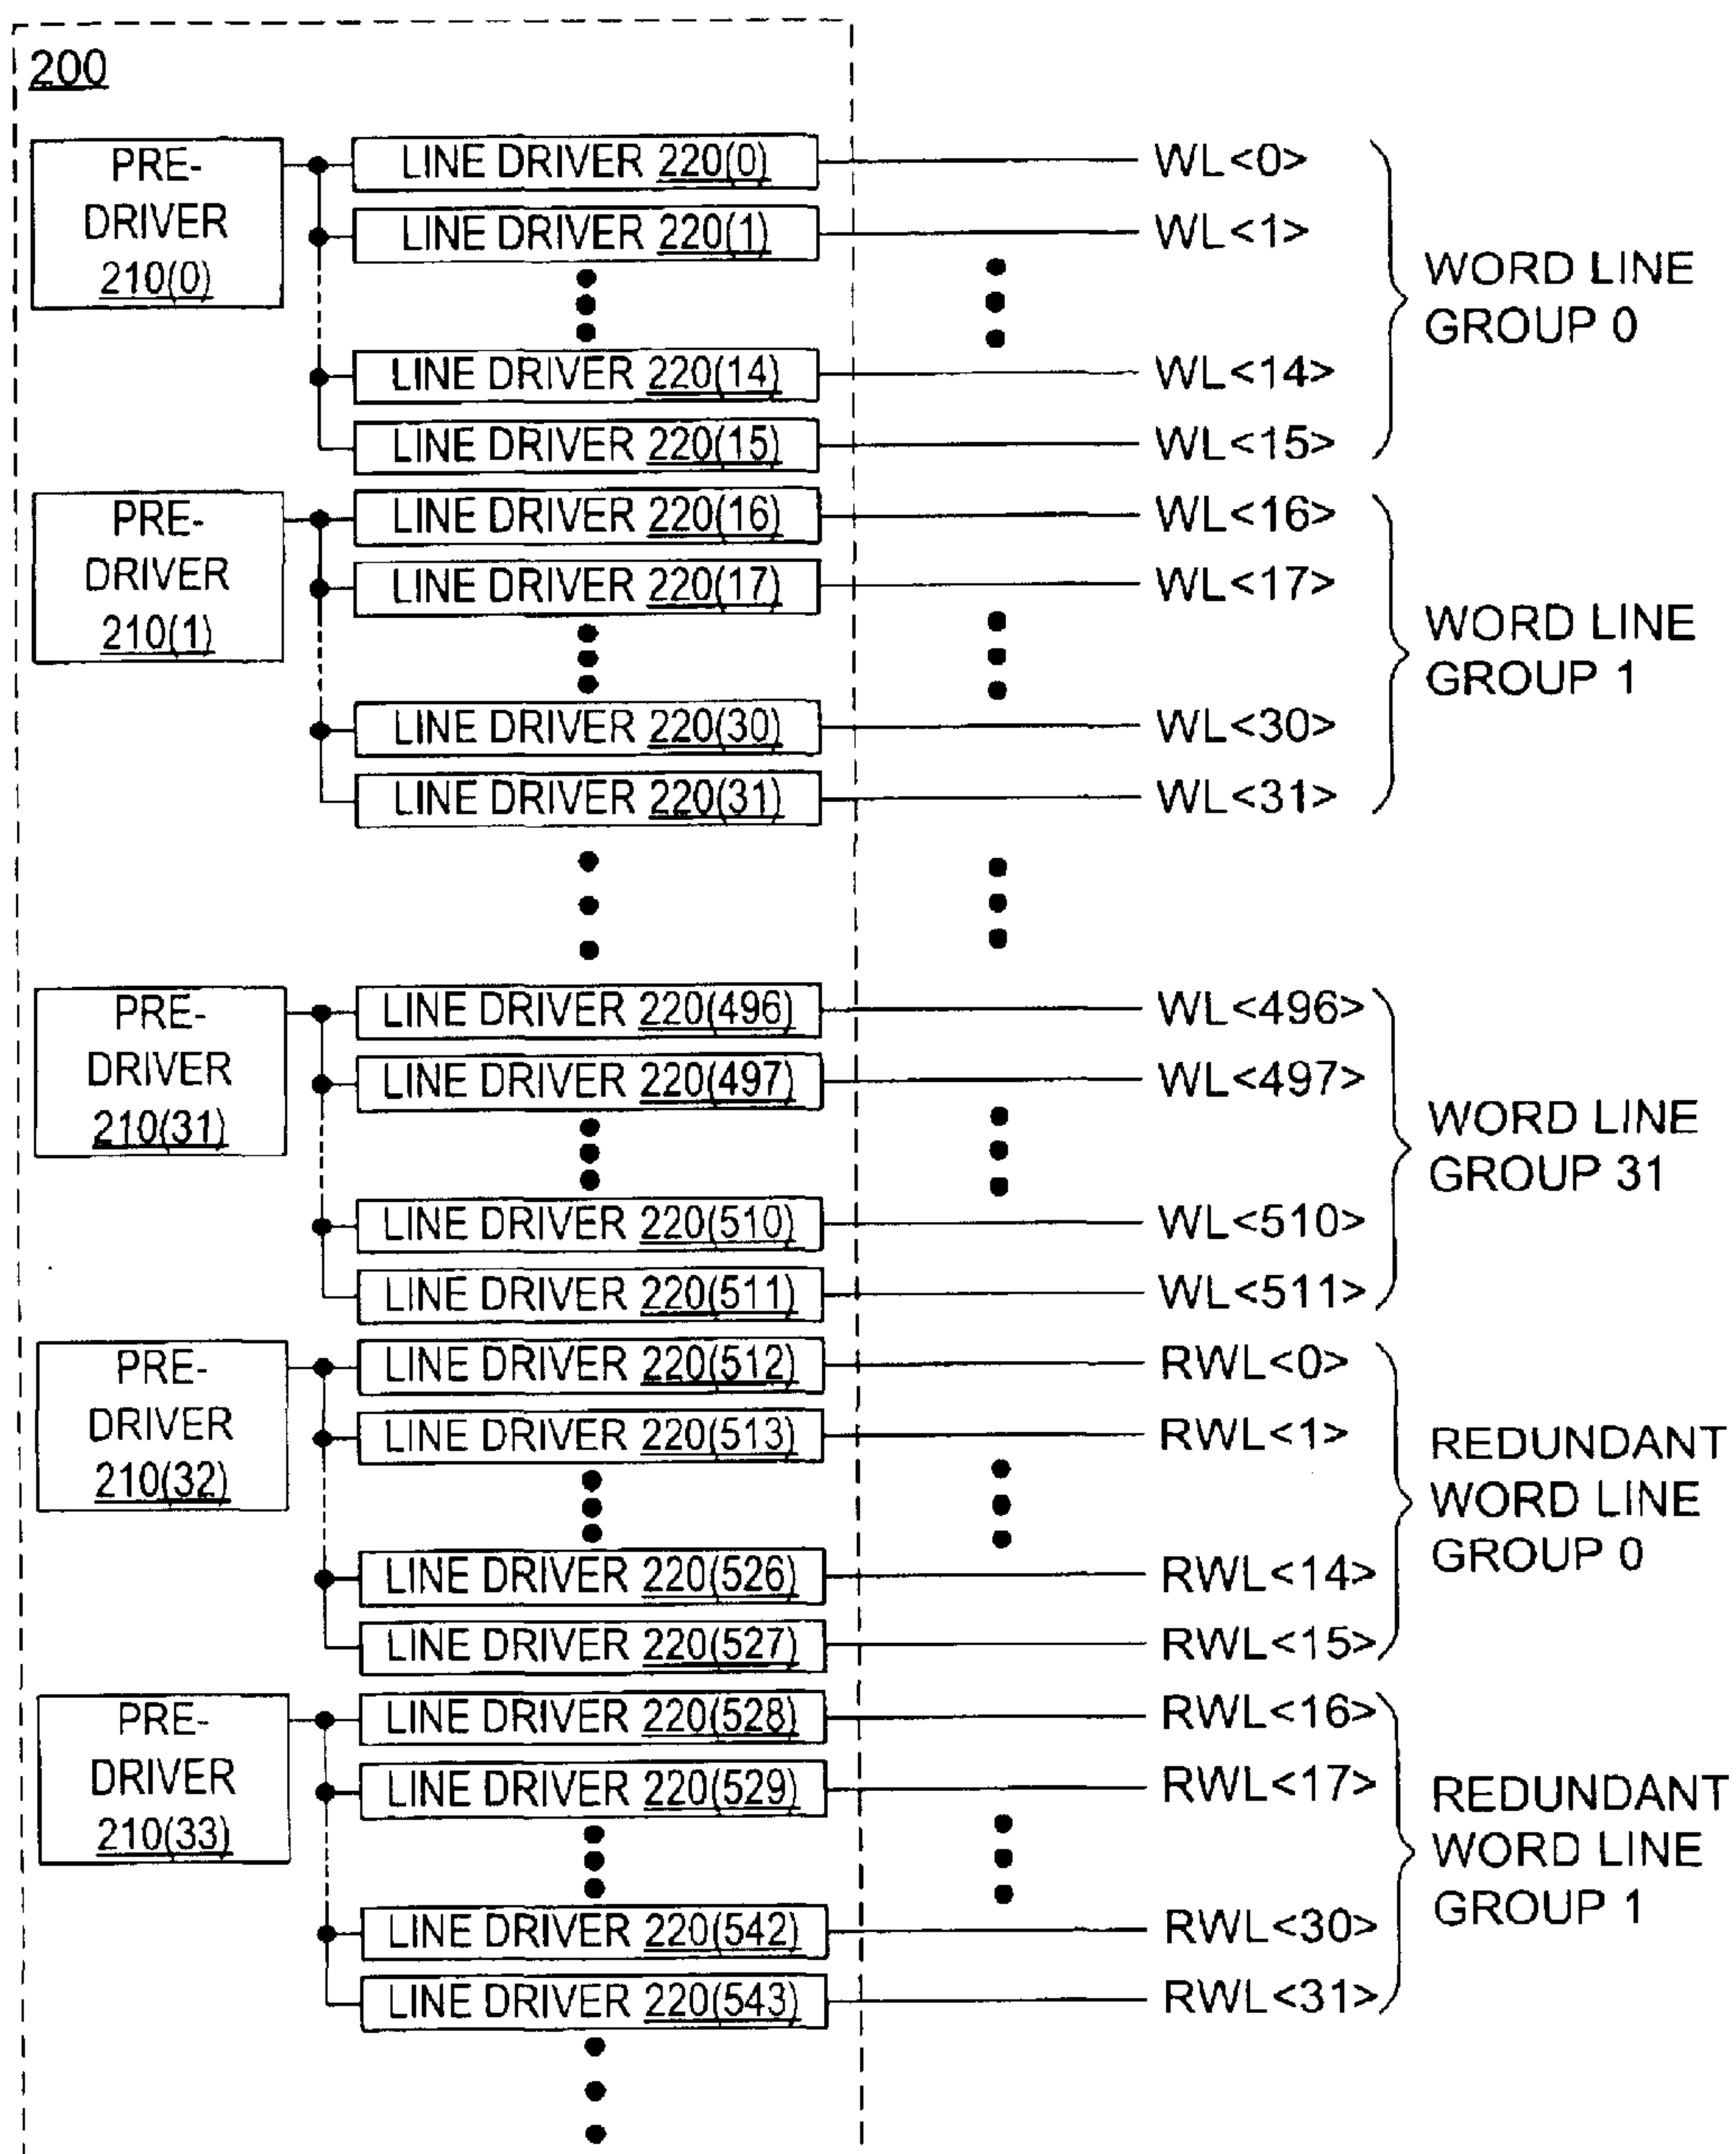 200
PRE-
DRIVER
210(0)
LINE DRIVER 220(0)
WL<0>
LINE DRIVER 220(1)
WL<1>
LINE DRIVER 220(14)
WL<14>
LINE DRIVER 220(15)
WL<15>
WORD LINE
GROUP 0
PRE-
DRIVER
210(1)
LINE DRIVER 220(16)
WL<16>
LINE DRIVER 220(17)
WL<17>
LINE DRIVER 220(30)
WL<30>
LINE DRIVER 220(31)
WL<31>
WORD LINE
GROUP 1
PRE-
DRIVER
210(31)
LINE DRIVER 220(496)
WL<496>
LINE DRIVER 220(497)
WL<497>
LINE DRIVER 220(510)
WL<510>
LINE DRIVER 220(511)
WL<511>
WORD LINE
GROUP 31
PRE-
DRIVER
210(32)
LINE DRIVER 220(512)
RWL<0>
LINE DRIVER 220(513)
RWL<1>
LINE DRIVER 220(526)
RWL<14>
LINE DRIVER 220(527)
RWL<15>
REDUNDANT
WORD LINE
GROUP 0
PRE-
DRIVER
210(33)
LINE DRIVER 220(528)
RWL<16>
LINE DRIVER 220(529)
RWL<17>
LINE DRIVER 220(542)
RWL<30>
LINE DRIVER 220(543)
RWL<31>
REDUNDANT
WORD LINE
GROUP 1